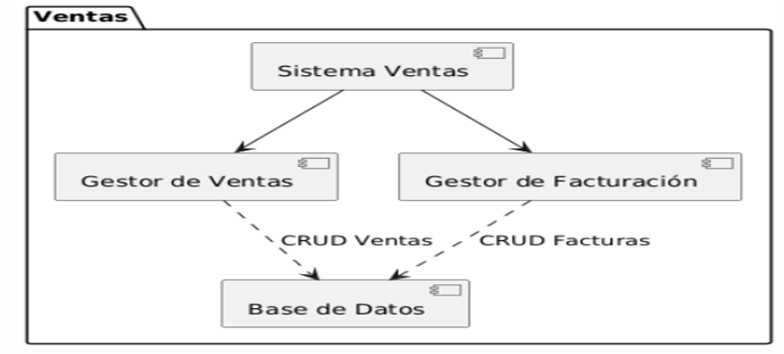 Ventas
Sistema Ventas
Gestor de Ventas
Gestor de Facturación
CRUD Ventas
CRUD Facturas
Base de Datos